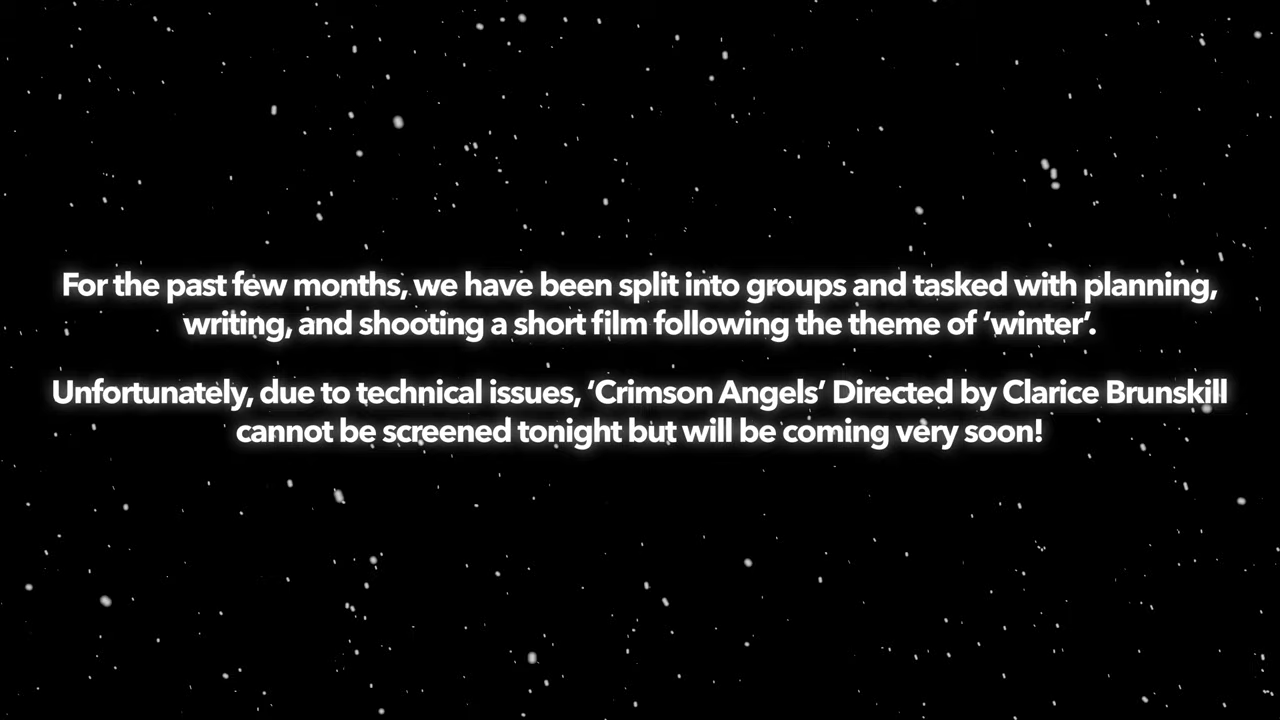 For the past few months, we have been split into groups and tasked with planning,
writing, and shooting a short film following the theme of ‘winter’.
Unfortunately, due to technical issues, ‘Crimson Angels’ Directed by Clarice Brunskill
cannot be screened tonight but will be coming very soon!